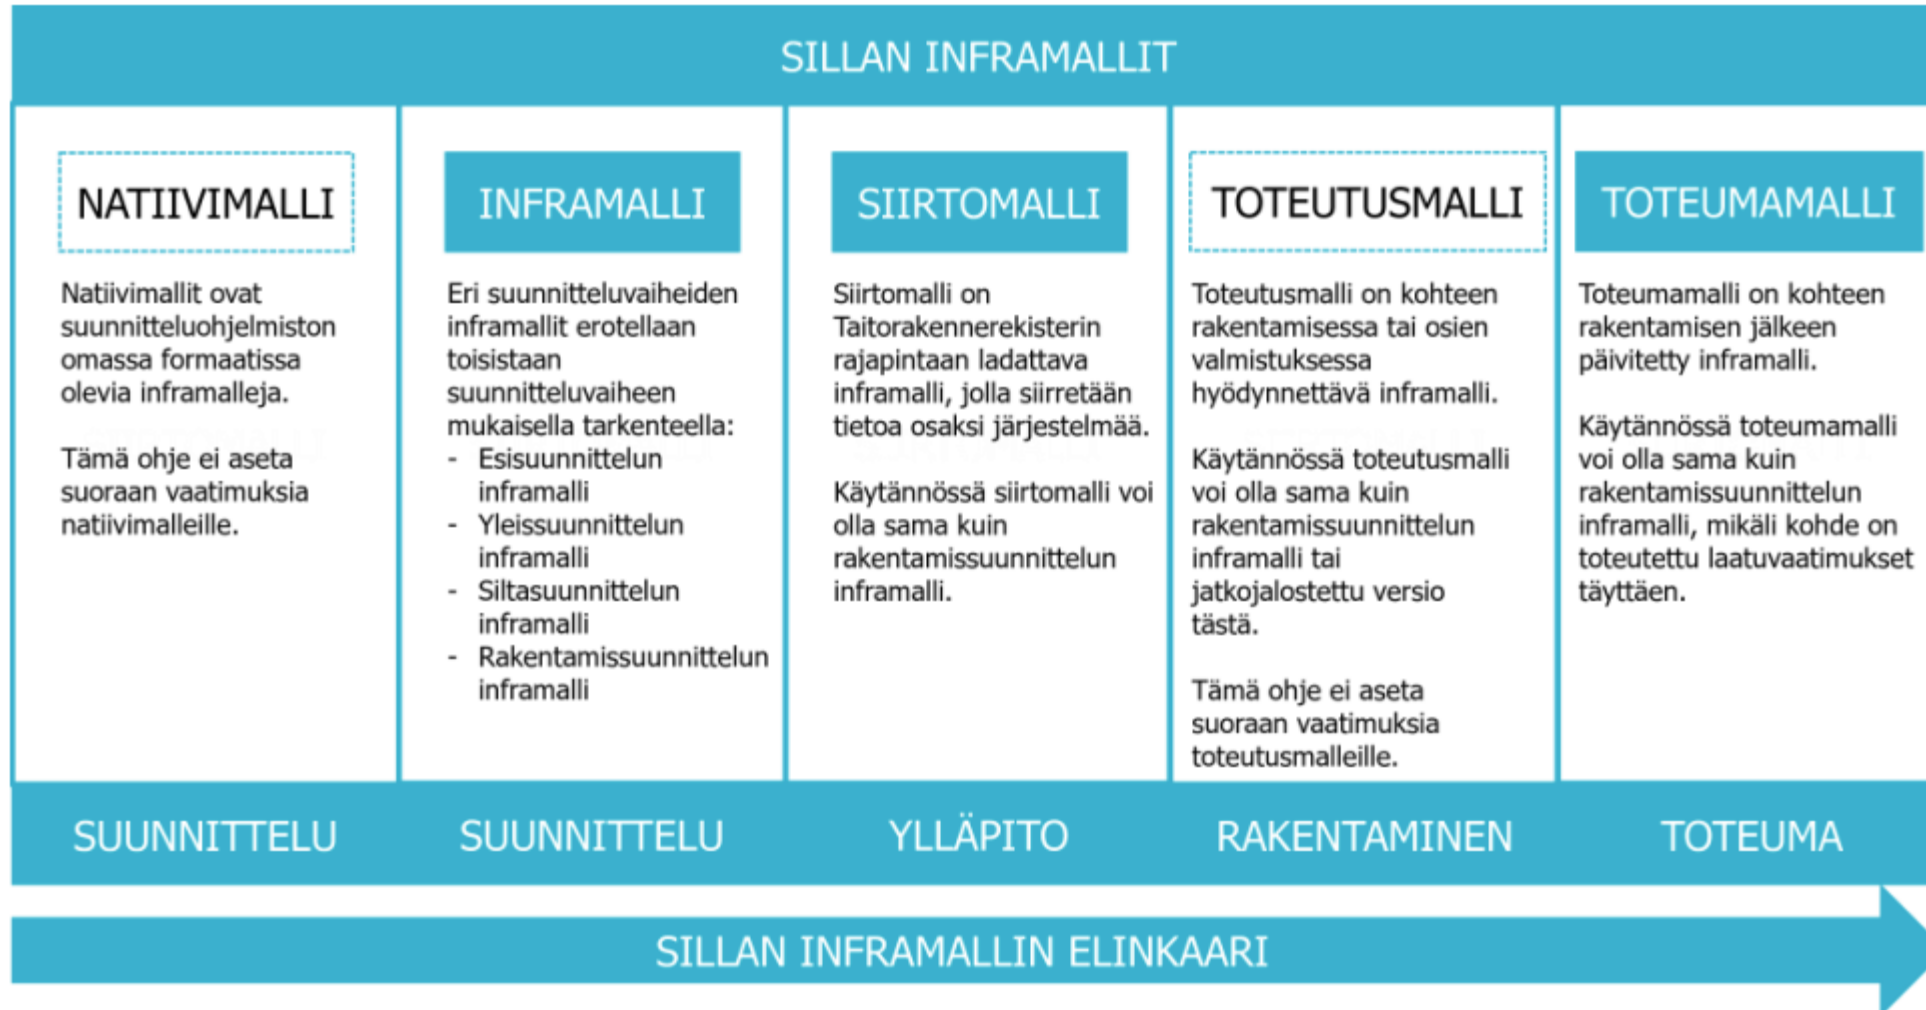 SILLAN INFRAMALLIT
NATIIVIMALLI
Natiivimallit ovat
suunnitteluohjelmiston
omassa formaatissa
olevia inframalleja.
Tämä ohje ei aseta
suoraan vaatimuksia
natiivimalleille.
SUUNNITTELU
INFRAMALLI
Eri suunnitteluvaiheiden
inframallit erotellaan
toisistaan
suunnitteluvaiheen
mukaisella tarkenteella:
- Esisuunnittelun
inframalli
- Yleissuunnittelun
inframalli
- Siltasuunnittelun
inframalli
- Rakentamissuunnittelun
inframalli
SUUNNITTELU
SIIRTOMALLI
Siirtomalli on
Taitorakennerekisterin
rajapintaan ladattava
inframalli, jolla siirretään
tietoa osaksi järjestelmää.
Käytännössä siirtomalli voi
olla sama kuin
rakentamissuunnittelun
inframalli.
YLLÄPITO
TOTEUTUSMALLI
Toteutusmalli on kohteen
rakentamisessa tai osien
valmistuksessa
hyödynnettävä inframalli.
Käytännössä toteutusmalli
voi olla sama kuin
rakentamissuunnittelun
inframalli tai
jatkojalostettu versio
tästä.
Tämä ohje ei aseta
suoraan vaatimuksia
toteutusmalleille.
RAKENTAMINEN
TOTEUMAMALLI
Toteumamalli on kohteen
rakentamisen jälkeen
päivitetty inframalli.
Käytännössä toteumamalli
voi olla sama kuin
rakentamissuunnittelun
inframalli, mikäli kohde on
toteutettu laatuvaatimukset
täyttäen.
TOTEUMA
SILLAN INFRAMALLIN ELINKAARI